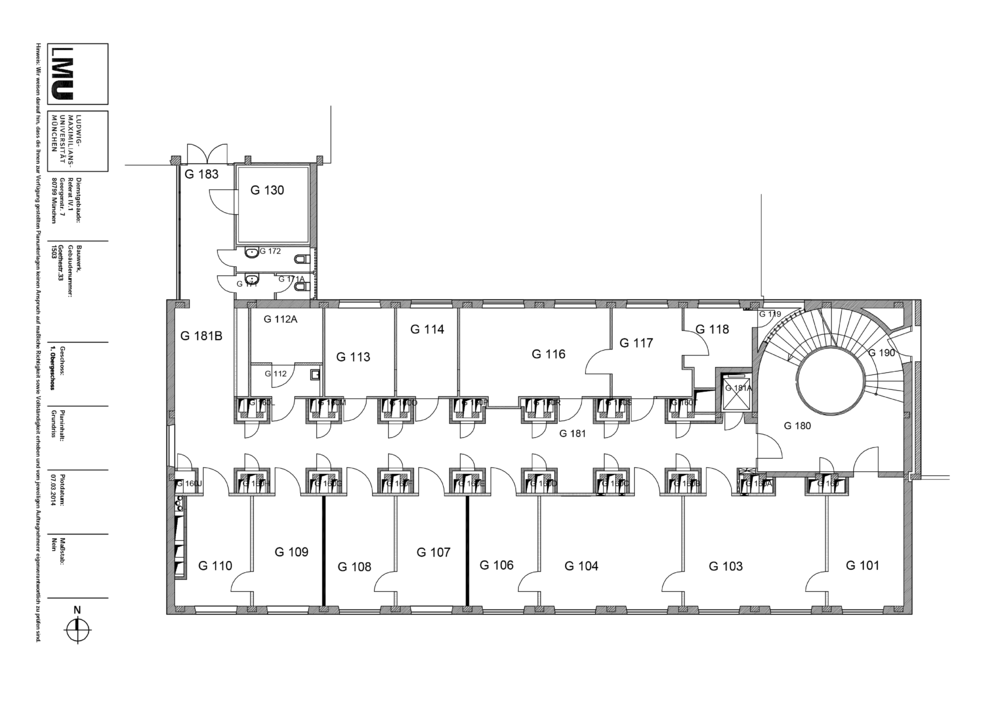 LMU
LUDWIG-
MAXIMILIANS-
UNIVERSITÄT
MÜNCHEN
Dienstgebäude:
Referat IV.1
Georgenstr. 7
80799 München
Bauwerk,
Gebäudenummer:
Goethestr.33
1503
Geschoss:
1. Obergeschoss
Planinhalt:
Grundriss
Plotdatum:
07.03.2014
Maßstab:
Nein
N
Hinweis: Wir weisen darauf hin, dass die Ihnen zur Verfügung gestellten Planunterlagen keinen Anspruch auf maßliche Richtigkeit sowie Vollständigkeit erheben und vom jeweiligen Auftragnehmer eigenverantwortlich zu prüfen sind.
G 183
G 130
G 172
G 171
G 171A
G 181B
G 112A
G 112
G 113
G 114
G 116
G 117
G 118
G 119
G 190
G 181A
G 180
G 181
G 160J
G 110
G 109
G 108
G 107
G 106
G 104
G 103
G 101